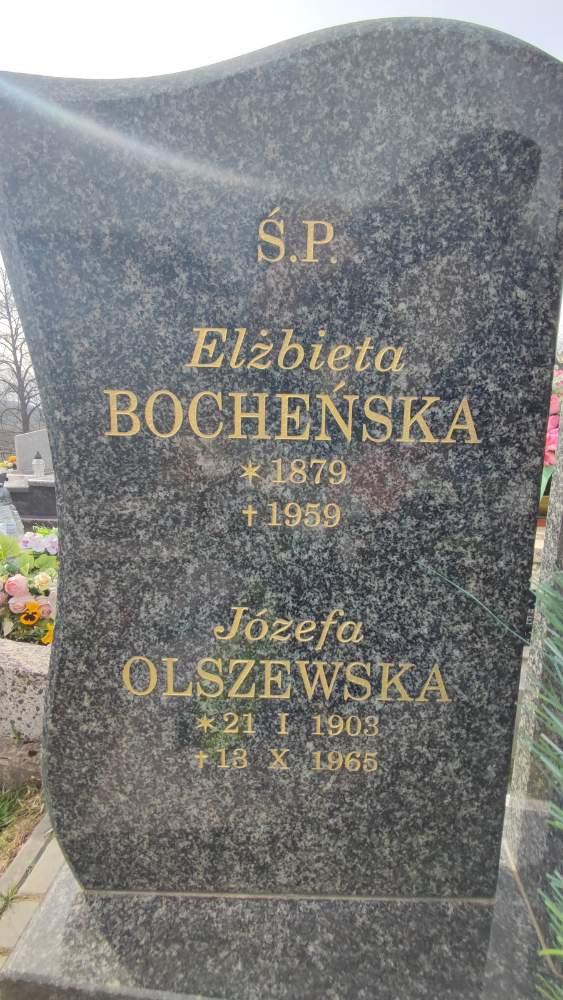 Ś.P.
Elżbieta
BOCHEŃSKA
*1879
†1959
Józefa
OLSZEWSKA
*21 I 1903
†13 X 1965